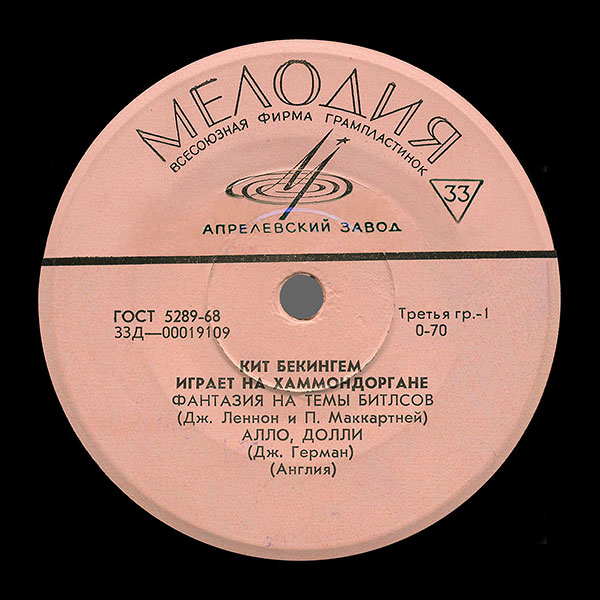 МЕЛОДИЯ
ВСЕСОЮЗНАЯ ФИРМА ГРАМПЛАСТИНОК
33
АПРЕЛЕВСКИЙ ЗАВОД
ГОСТ 5289-68
33Д—00019109
Третья гр.-1
0-70
КИТ БЕКИНГЕМ
ИГРАЕТ НА ХАММОНДОРГАНЕ
ФАНТАЗИЯ НА ТЕМЫ БИТЛСОВ
(Дж. Леннон и П. Маккартней)
АЛЛО, ДОЛЛИ
(Дж. Герман)
(Англия)